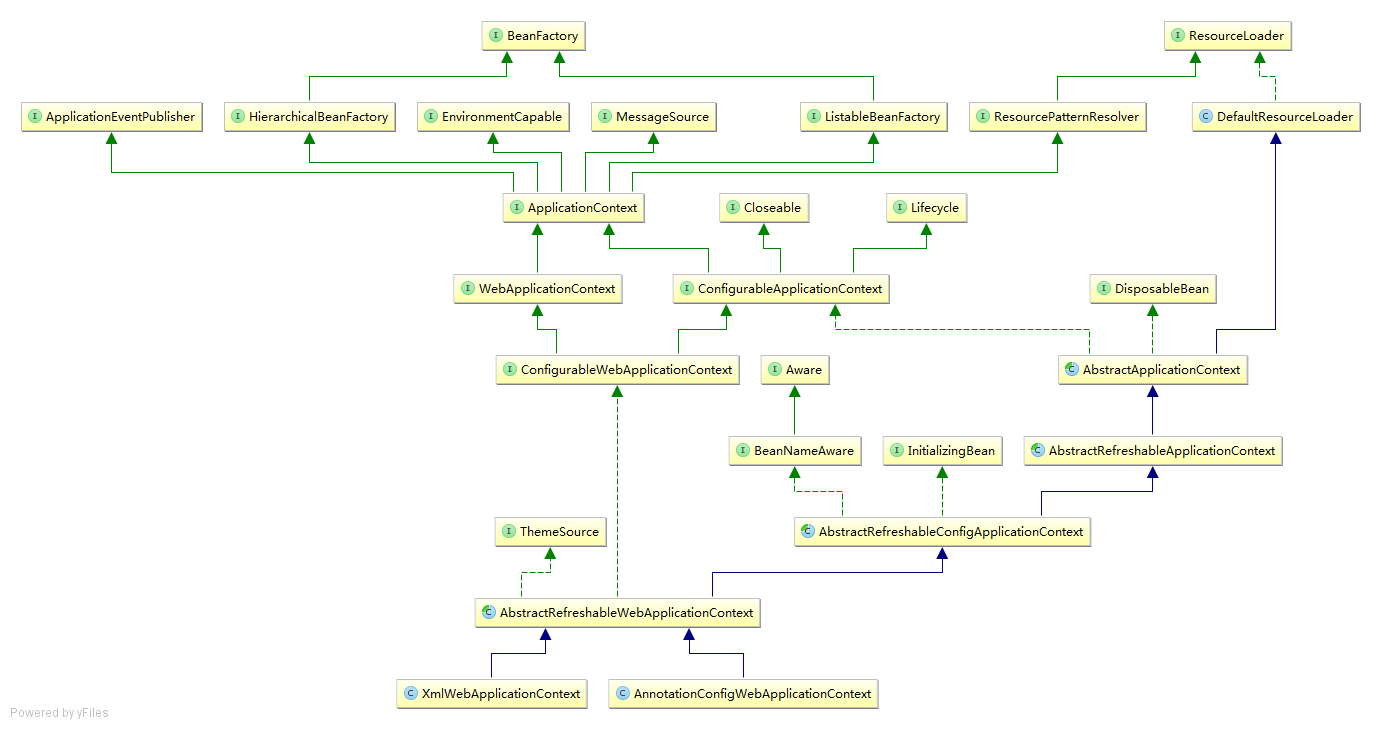 BeanFactory
ResourceLoader
ApplicationEventPublisher
HierarchicalBeanFactory
EnvironmentCapable
MessageSource
ListableBeanFactory
ResourcePatternResolver
DefaultResourceLoader
ApplicationContext
Closeable
Lifecycle
WebApplicationContext
ConfigurableApplicationContext
DisposableBean
ConfigurableWebApplicationContext
Aware
AbstractApplicationContext
BeanNameAware
InitializingBean
AbstractRefreshableApplicationContext
ThemeSource
AbstractRefreshableConfigApplicationContext
AbstractRefreshableWebApplicationContext
XmlWebApplicationContext
AnnotationConfigWebApplicationContext
Powered by yFiles